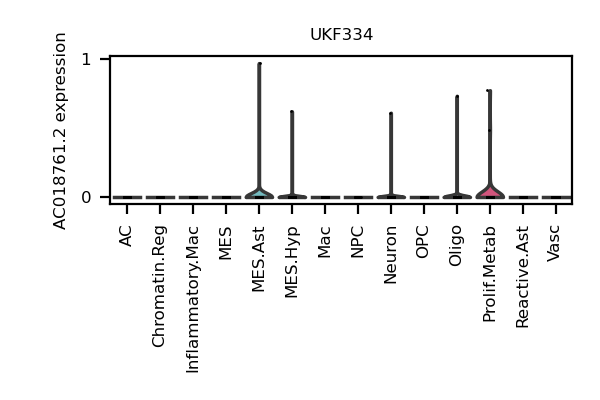 UKF334
AC018761.2 expression
1
0
AC
Chromatin.Reg
Inflammatory.Mac
MES
MES.Ast
MES.Hyp
Mac
NPC
Neuron
OPC
Oligo
Prolif.Metab
Reactive.Ast
Vasc